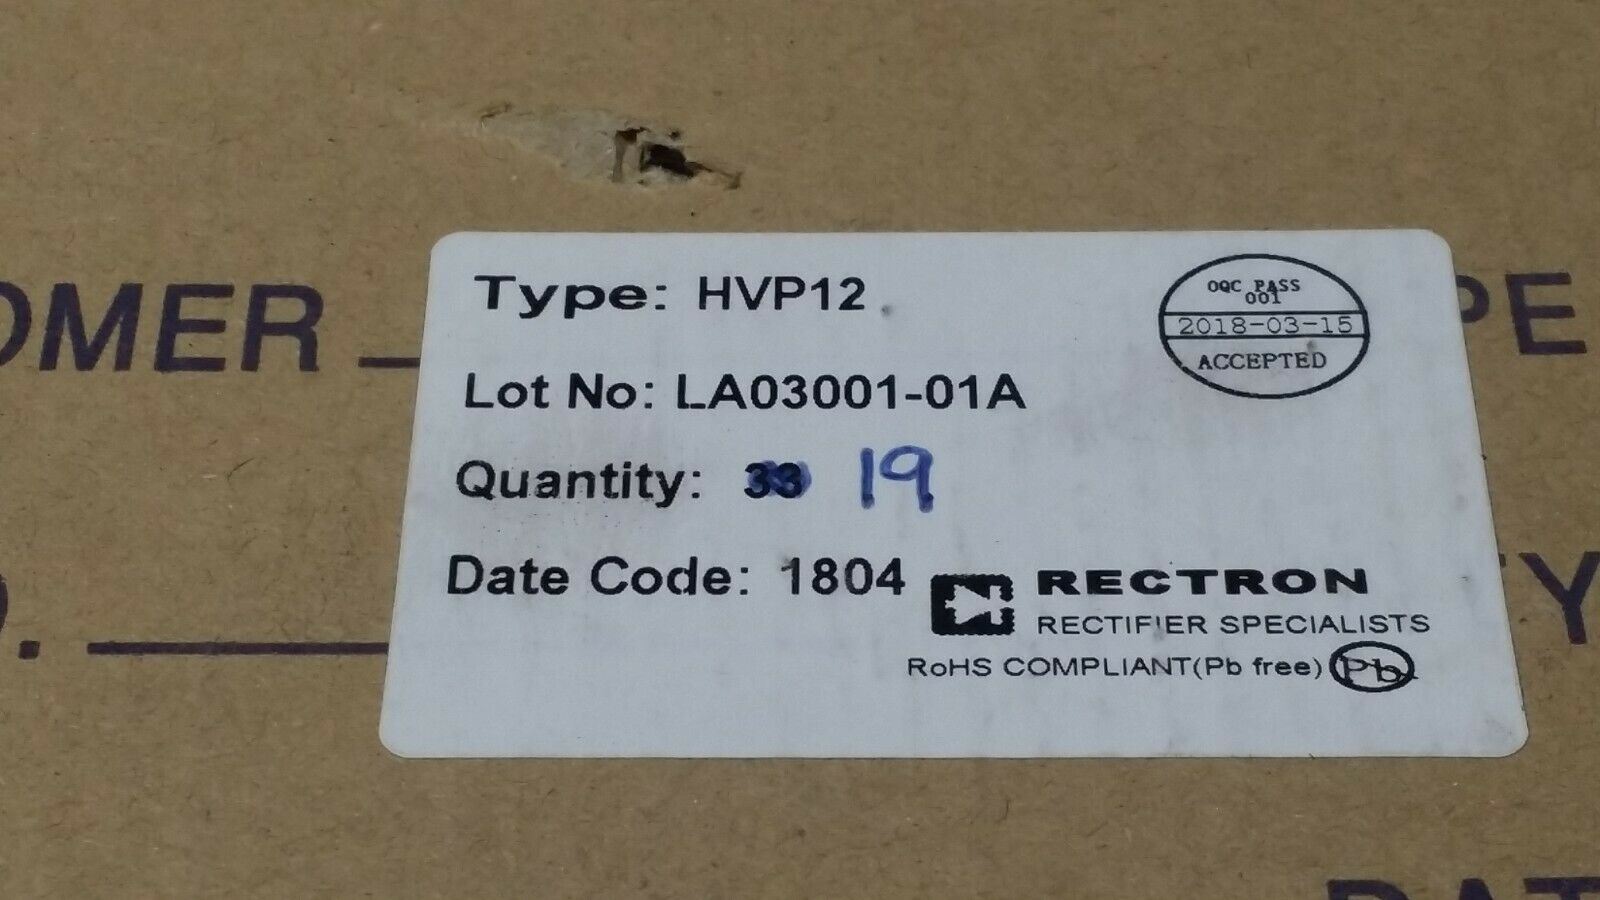 OMER
PE
Type: HVP12
OQC PASS
001
2018-03-15
ACCEPTED
Lot No: LA03001-01A
Quantity: 33 19
Date Code: 1804
RECTRON
RECTIFIER SPECIALISTS
RoHS COMPLIANT(Pb free) Pb